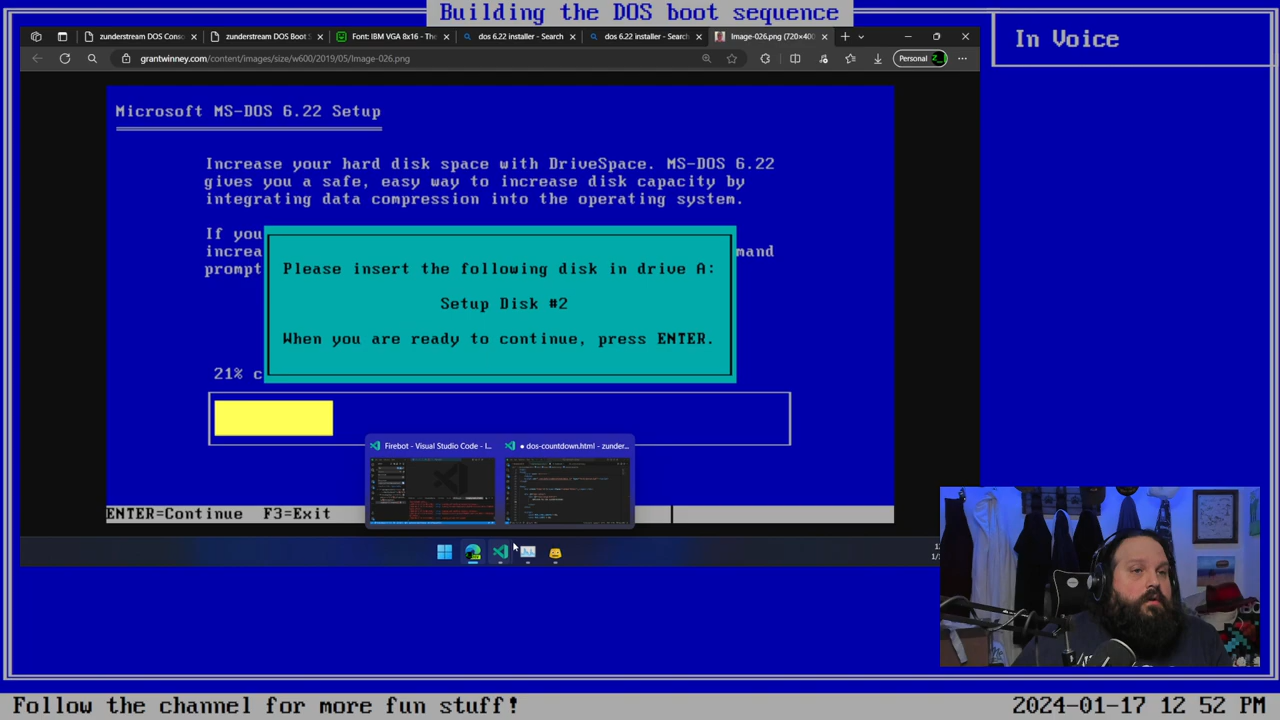 Building the DOS boot sequence
In Voice
zunderstream DOS Conso
zunderstream DOS Boot S
Font: IBM VGA 8x16 - The
dos 6.22 installer - Search
dos 6.22 installer - Search
Image-026.png (720×400
grantwinney.com/content/images/size/w600/2019/05/Image-026.png
Personal
Microsoft MS-DOS 6.22 Setup
Increase your hard disk space with DriveSpace. MS-DOS 6.22
gives you a safe, easy way to increase disk capacity by
integrating data compression into the operating system.
If you
increa
mand
prompt
Please insert the following disk in drive A:
Setup Disk #2
When you are ready to continue, press ENTER.
21% c
Firebot - Visual Studio Code - I...
● dos-countdown.html - zunder...
ENTER=Continue F3=Exit
Follow the channel for more fun stuff!
2024-01-17 12 52 PM